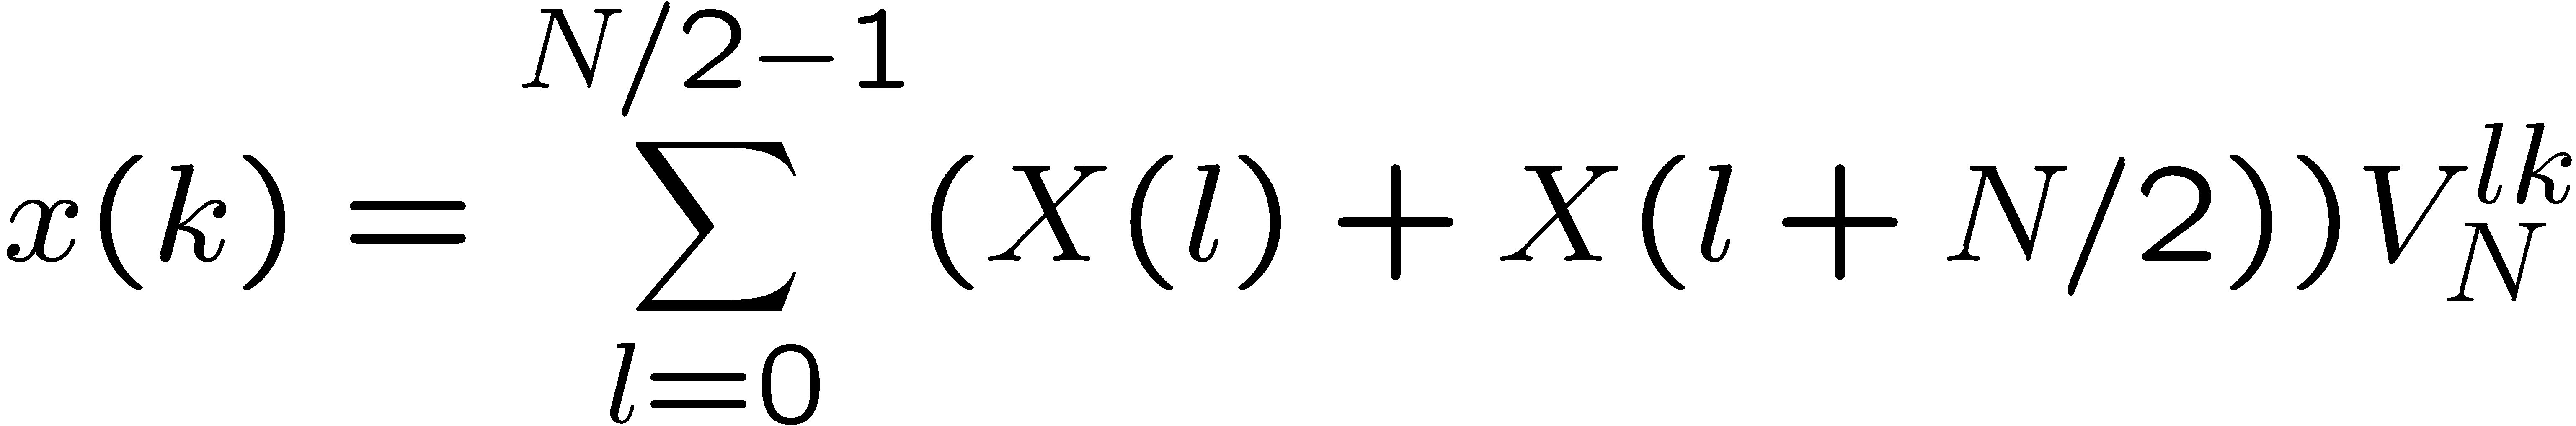 x(k) = \sum_{l=0}^{N/2-1} (X(l) + X(l + N/2))V_N^{lk}